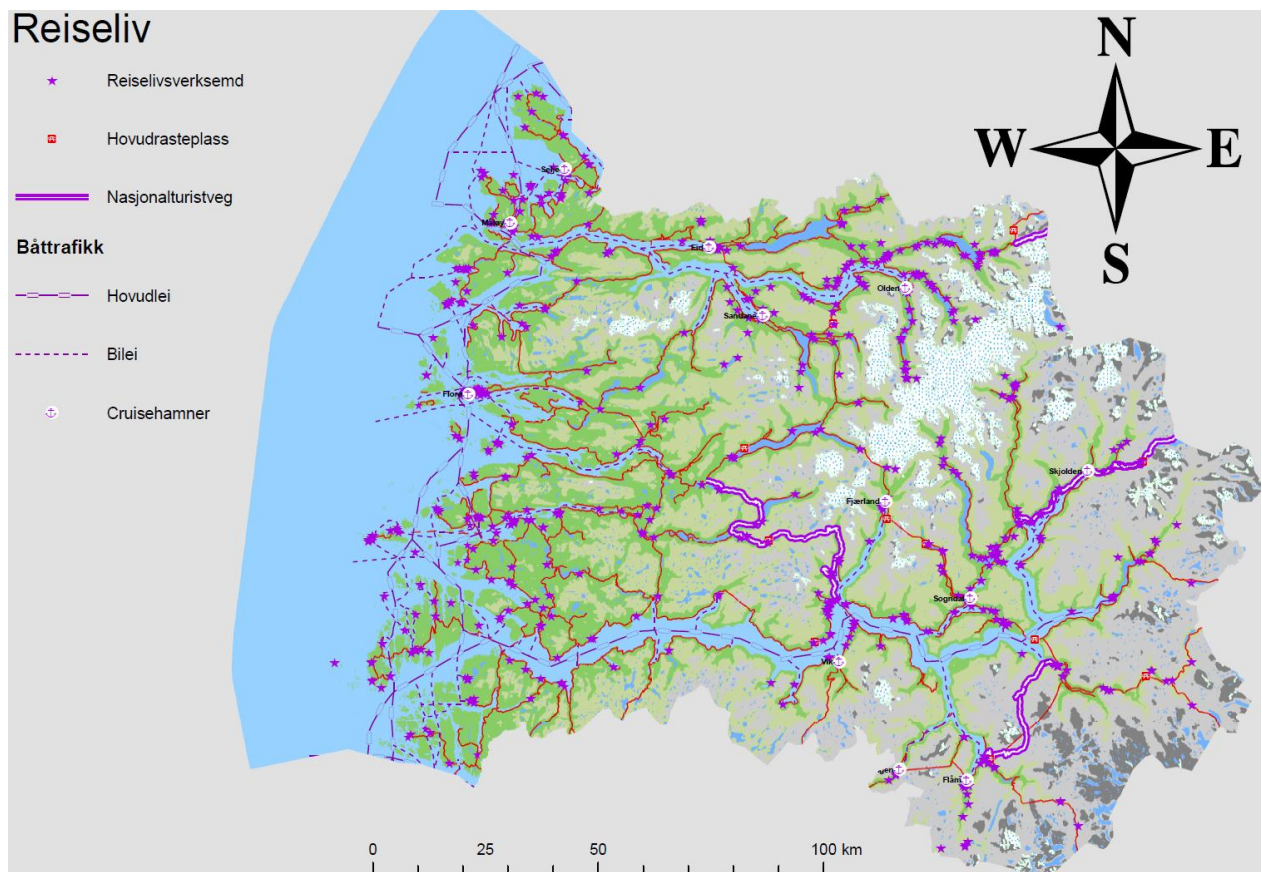 Reiseliv
Reiselivsverksemd
Hovudrasteplass
Nasjonalturistveg
Båttrafikk
Hovudlei
Bilei
Cruisehamner
N
W E
S
Selje
Måløy
Eid
Olden
Sandane
Florø
Skjolden
Fjærland
Sogndal
Vik
Flåm
0 25 50 100 km